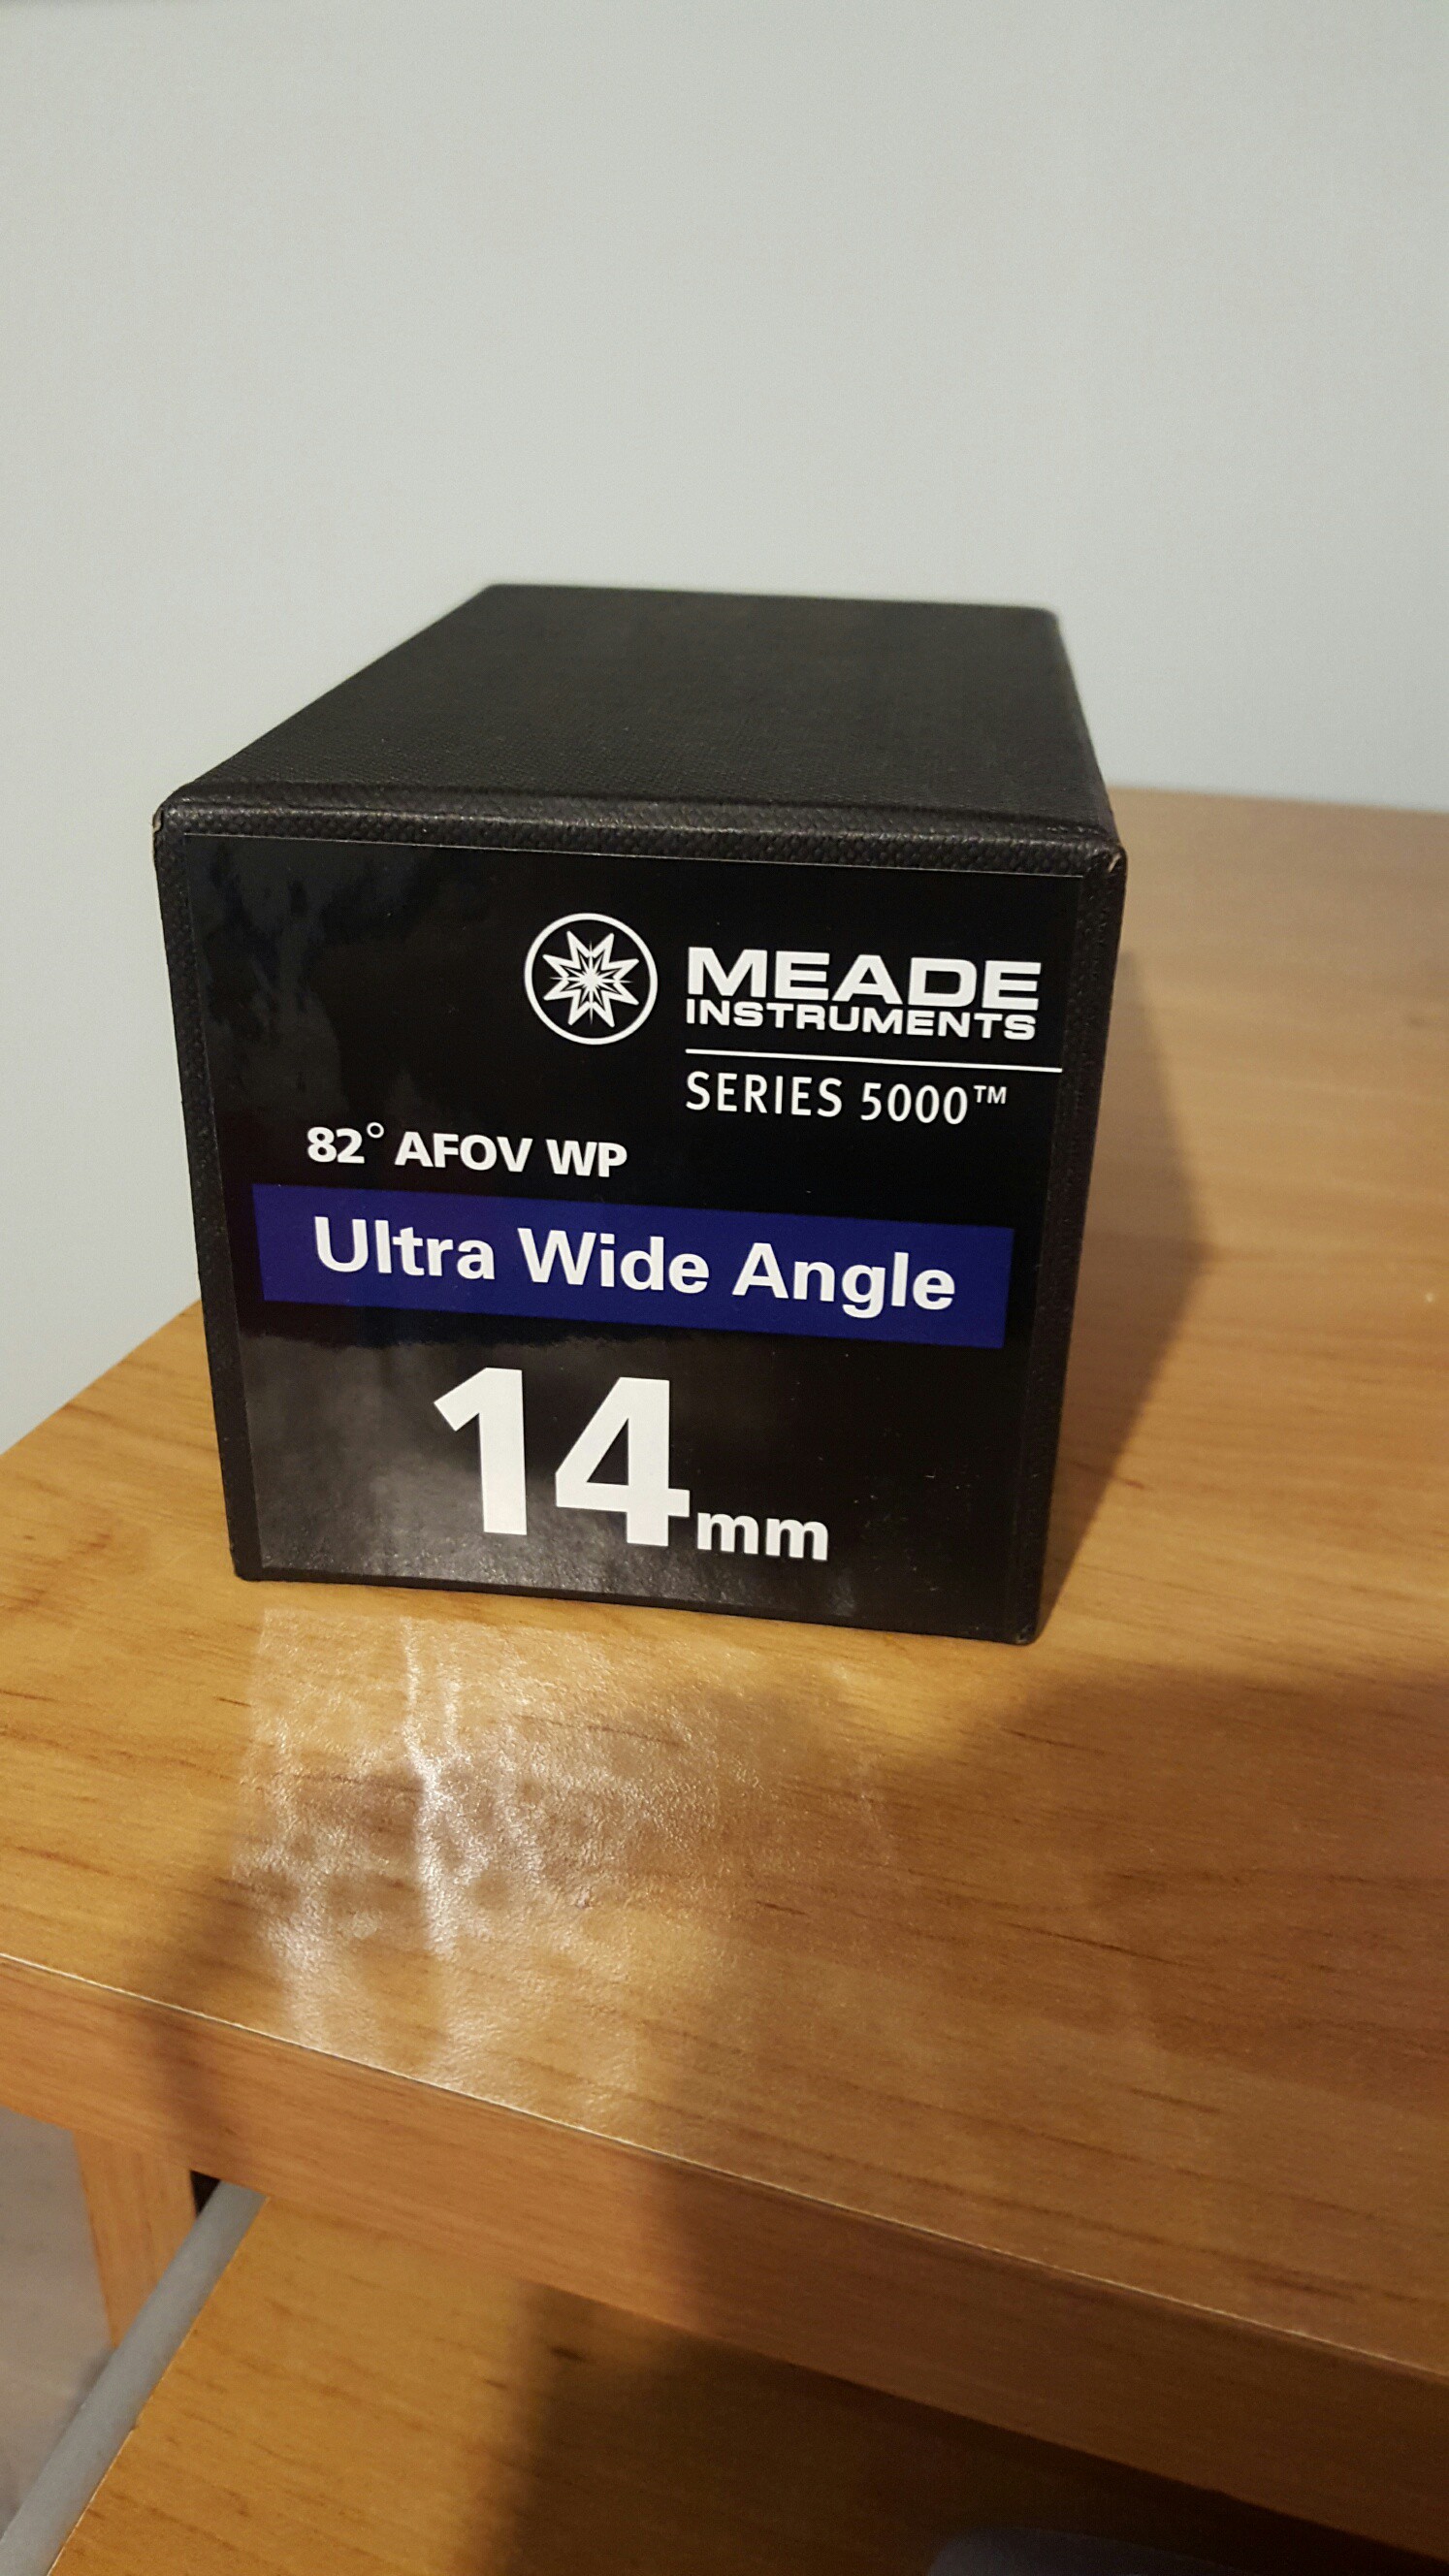 MEADE
INSTRUMENTS
SERIES 5000™
82° AFOV WP
Ultra Wide Angle
14mm